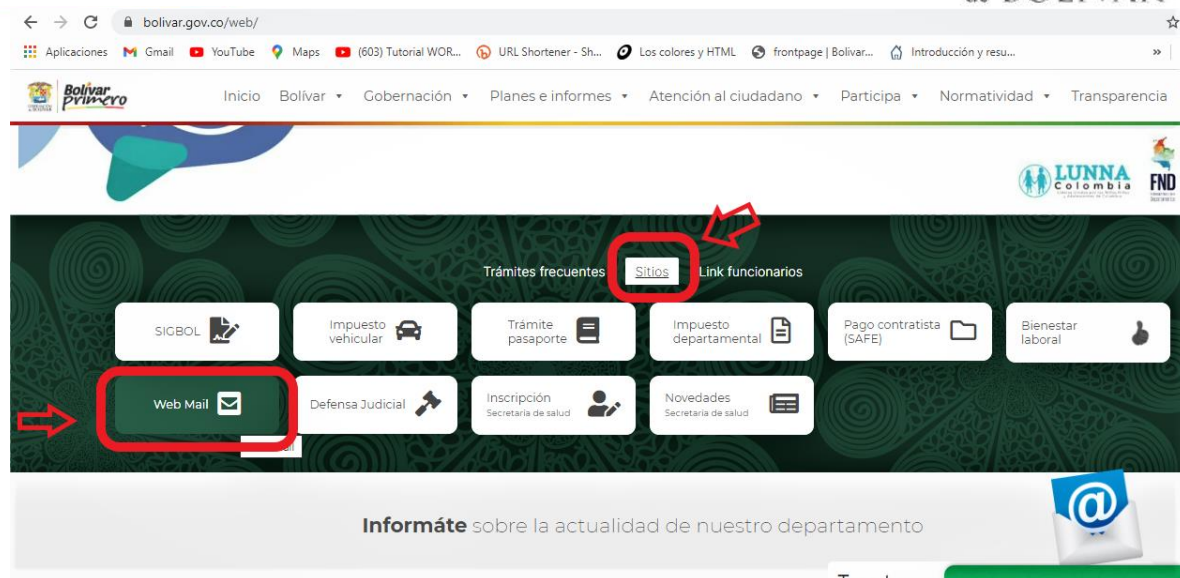 de BOLÍVAR
bolivar.gov.co/web/
Aplicaciones Gmail YouTube Maps (603) Tutorial WOR... URL Shortener - Sh... Los colores y HTML frontpage | Bolivar... Introducción y resu... »
Bolívar
primero
Inicio Bolívar Gobernación Planes e informes Atención al ciudadano Participa Normatividad Transparencia
LUNNA
Colombia
FND
Trámites frecuentes Sitios Link funcionarios
SIGBOL
Impuesto
vehicular
Trámite
pasaporte
Impuesto
departamental
Pago contratista
(SAFE)
Bienestar
laboral
Web Mail
Defensa Judicial
Inscripción
Secretaria de salud
Novedades
Secretaria de salud
Informáte sobre la actualidad de nuestro departamento
@